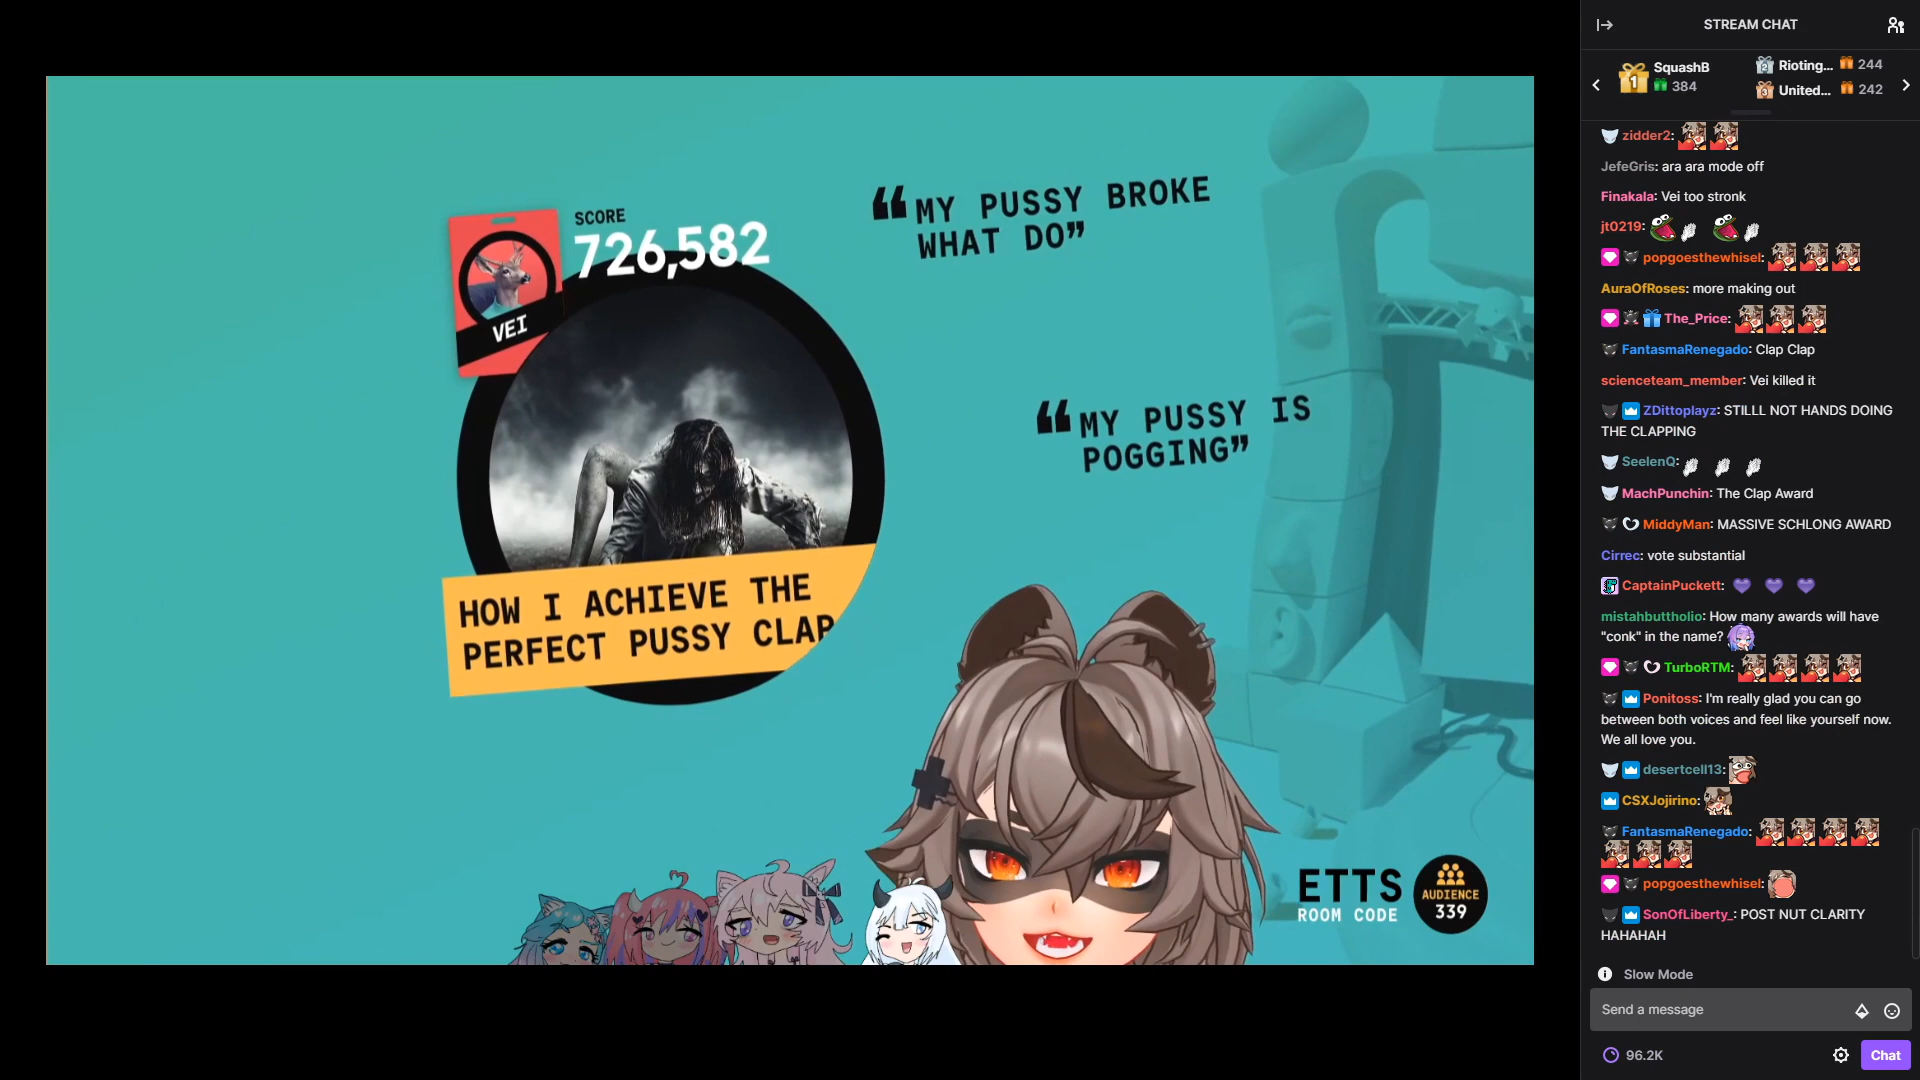 SCORE
726,582
VEI
HOW I ACHIEVE THE
PERFECT PUSSY CLAP
“MY PUSSY BROKE
WHAT DO”
“MY PUSSY IS
POGGING”
ETTS
ROOM CODE
AUDIENCE
339
STREAM CHAT
1
SquashB
384
2
Rioting...
244
3
United...
242
zidder2:
JefeGris: ara ara mode off
Finakala: Vei too stronk
jt0219:
popgoesthewhisel:
AuraOfRoses: more making out
The_Price:
FantasmaRenegado: Clap Clap
scienceteam_member: Vei killed it
ZDittoplayz: STILLL NOT HANDS DOING
THE CLAPPING
SeelenQ:
MachPunchin: The Clap Award
MiddyMan: MASSIVE SCHLONG AWARD
Cirrec: vote substantial
CaptainPuckett:
mistahbuttholio: How many awards will have
"conk" in the name?
TurboRTM:
Ponitoss: I'm really glad you can go
between both voices and feel like yourself now.
We all love you.
desertcell13:
CSXJojirino:
FantasmaRenegado:
popgoesthewhisel:
SonOfLiberty_: POST NUT CLARITY
HAHAHAH
Slow Mode
Send a message
96.2K
Chat